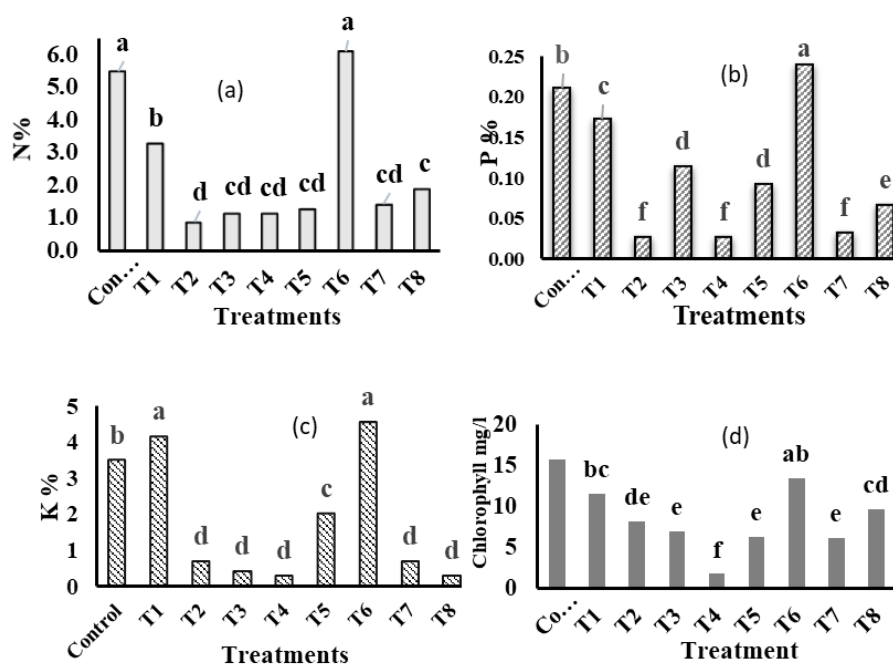 6.0
5.0
4.0
3.0
2.0
1.0
0.0
N%
(a)
a
b
d
cd
cd
cd
a
cd
c
Con...
T1
T2
T3
T4
T5
T6
T7
T8
Treatments
0.25
0.20
0.15
0.10
0.05
0.00
P %
(b)
b
c
f
d
f
d
a
f
e
Con...
T1
T2
T3
T4
T5
T6
T7
T8
Treatments
5
4
3
2
1
0
K %
(c)
b
a
d
d
d
c
a
d
d
Control
T1
T2
T3
T4
T5
T6
T7
T8
Treatments
20
15
10
5
0
Chlorophyll mg/l
(d)
bc
de
e
f
e
ab
e
cd
Co...
T1
T2
T3
T4
T5
T6
T7
T8
Treatment